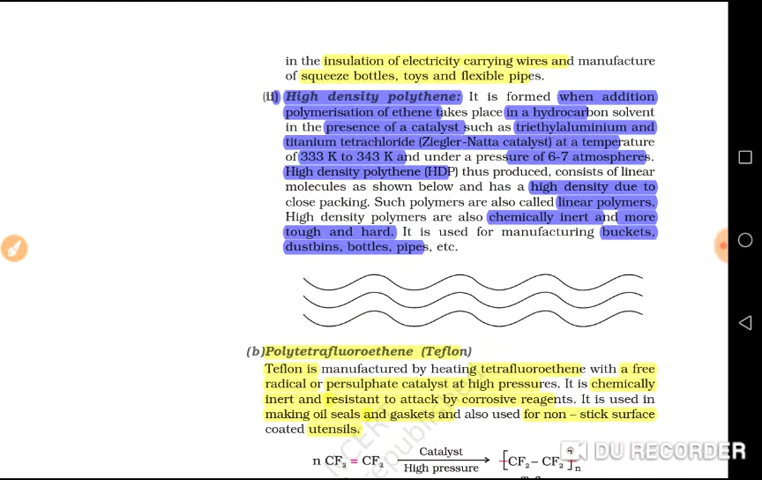 in the insulation of electricity carrying wires and manufacture
of squeeze bottles, toys and flexible pipes.
(ii) High density polythene: It is formed when addition
polymerisation of ethene takes place in a hydrocarbon solvent
in the presence of a catalyst such as triethylaluminium and
titanium tetrachloride (Ziegler-Natta catalyst) at a temperature
of 333 K to 343 K and under a pressure of 6-7 atmospheres.
High density polythene (HDP) thus produced, consists of linear
molecules as shown below and has a high density due to
close packing. Such polymers are also called linear polymers.
High density polymers are also chemically inert and more
tough and hard. It is used for manufacturing buckets,
dustbins, bottles, pipes, etc.
(b) Polytetrafluoroethene (Teflon)
Teflon is manufactured by heating tetrafluoroethene with a free
radical or persulphate catalyst at high pressures. It is chemically
inert and resistant to attack by corrosive reagents. It is used in
making oil seals and gaskets and also used for non – stick surface
coated utensils.
n CF2 = CF2 Catalyst High pressure [CF2 – CF2]n
DU RECORDER